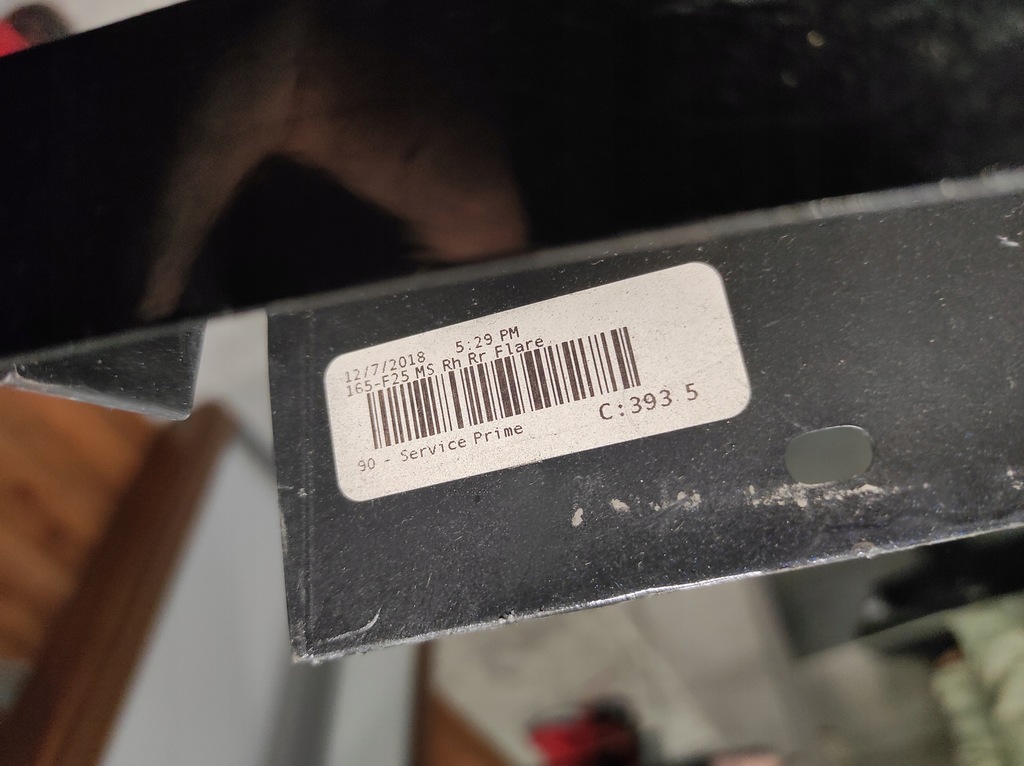 12/7/2018 5:29 PM
165-F25 MS Rh Rr Flare
90 - Service Prime
C:393 5